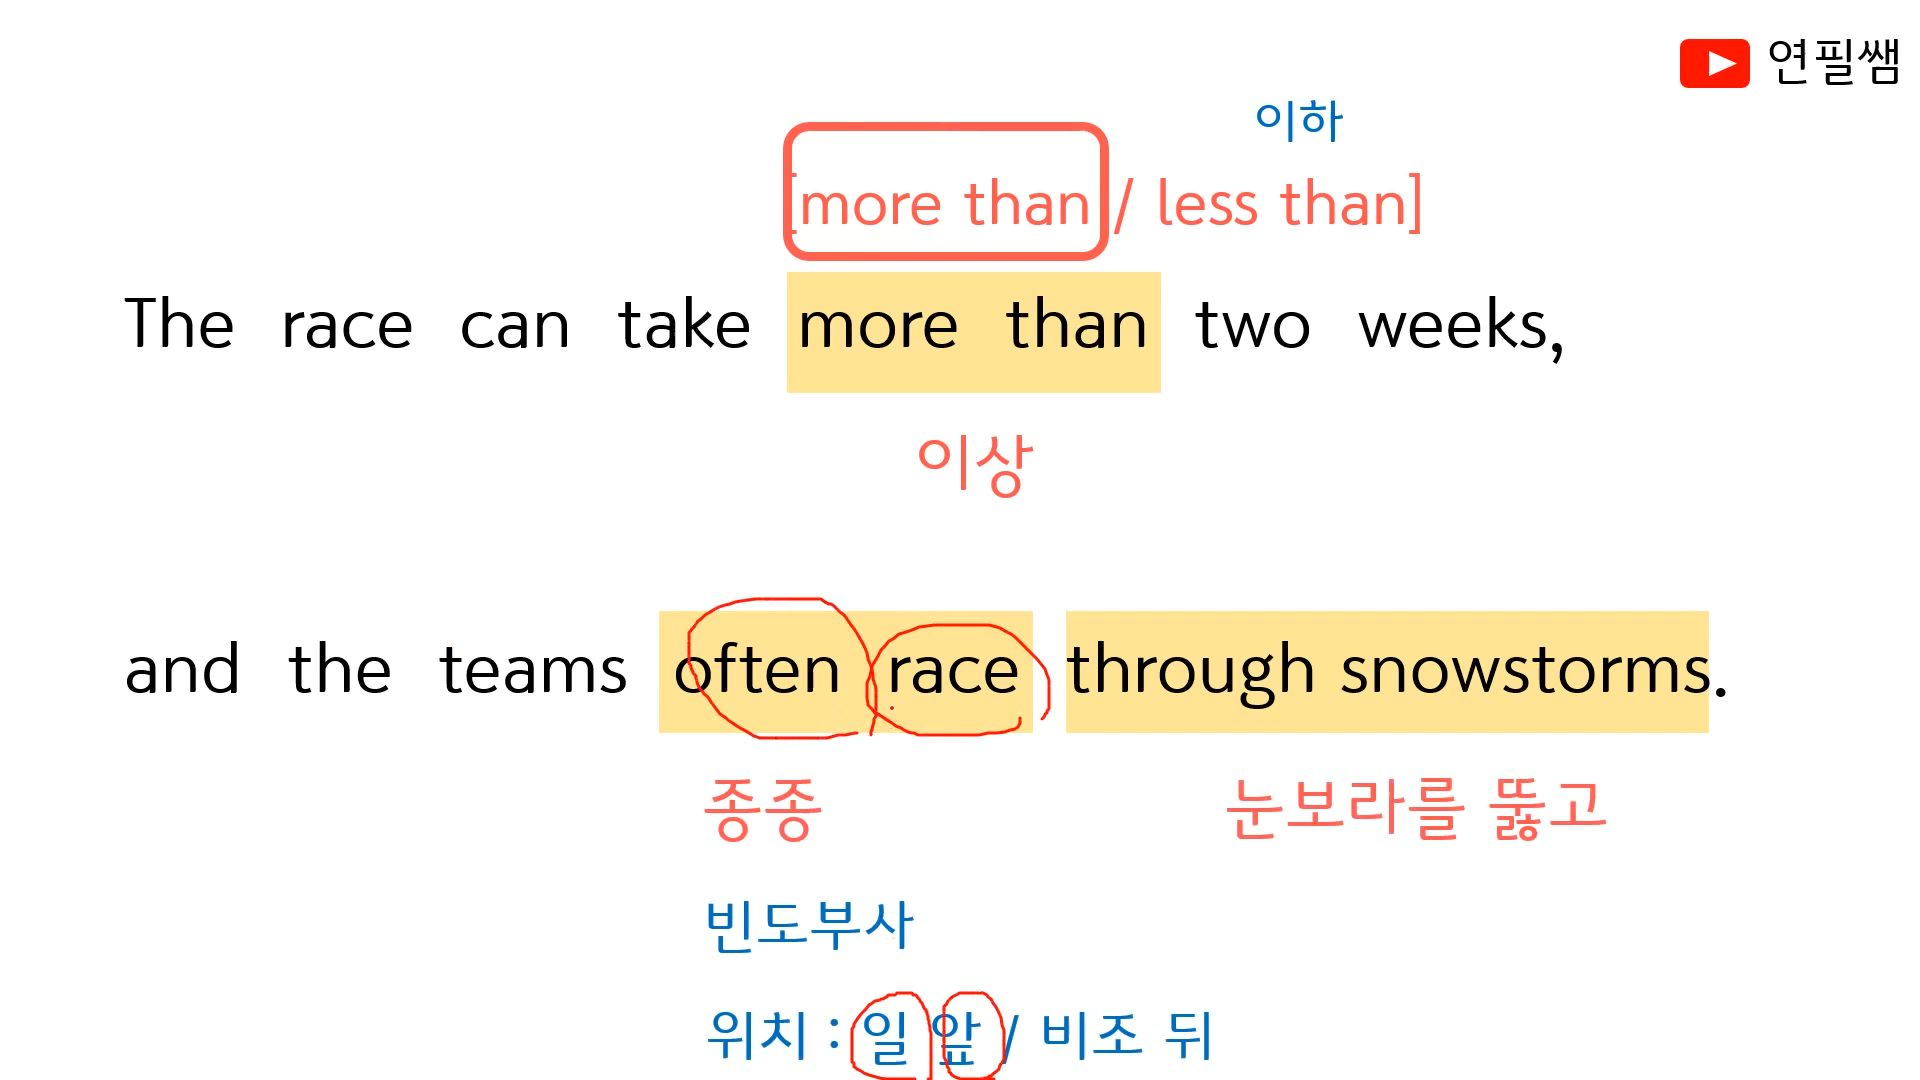 연필쌤
이하
[more than / less than]
The race can take more than two weeks,
이상
and the teams often race through snowstorms.
종종 눈보라를 뚫고
빈도부사
위치 : 일 앞 / 비조 뒤